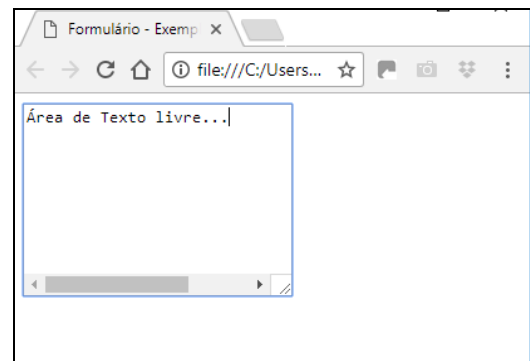 Formulário - Exemp
file:///C:/Users...
Área de Texto livre...